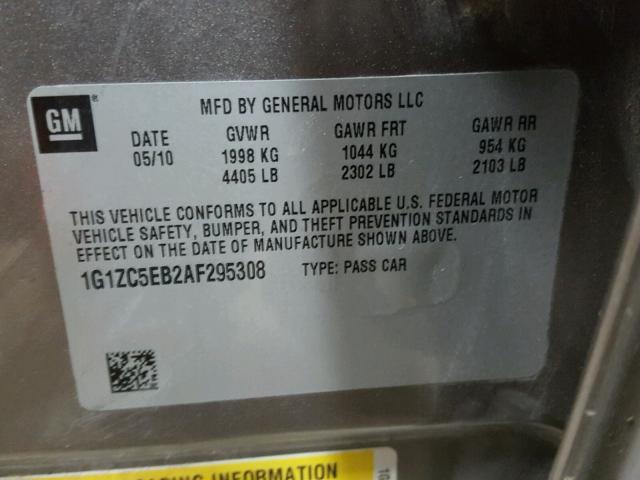 GM®
MFD BY GENERAL MOTORS LLC
DATE GVWR GAWR FRT GAWR RR
05/10 1998 KG 1044 KG 954 KG
4405 LB 2302 LB 2103 LB
THIS VEHICLE CONFORMS TO ALL APPLICABLE U.S. FEDERAL MOTOR
VEHICLE SAFETY, BUMPER, AND THEFT PREVENTION STANDARDS IN
EFFECT ON THE DATE OF MANUFACTURE SHOWN ABOVE.
1G1ZC5EB2AF295308 TYPE: PASS CAR
INFORMATION